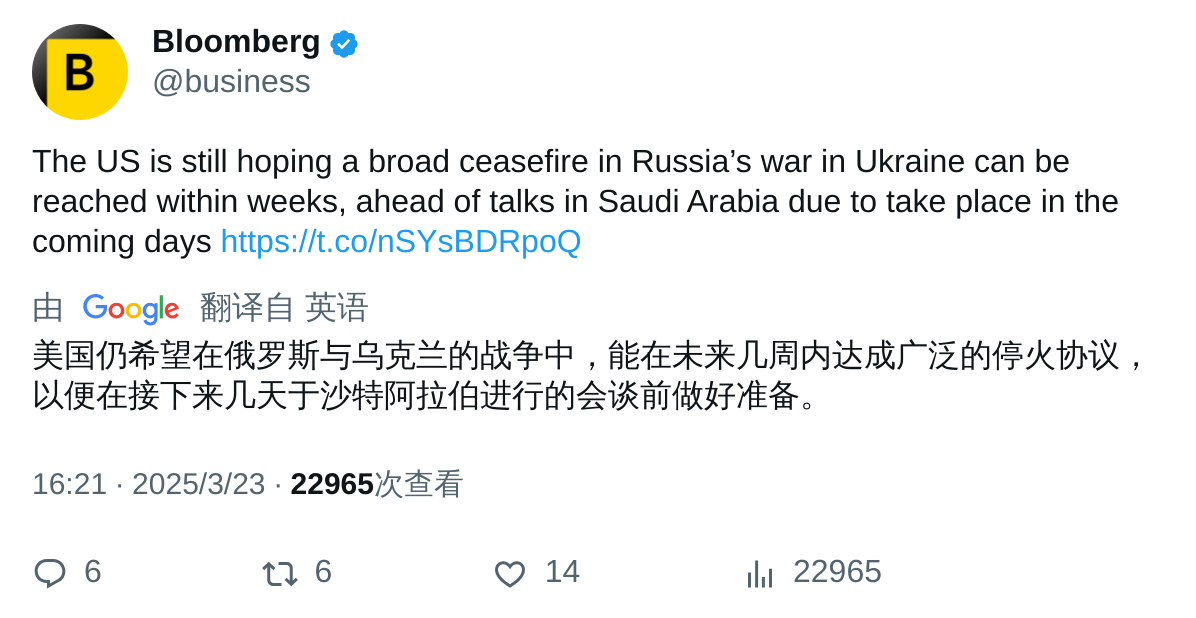 B
Bloomberg
@business
The US is still hoping a broad ceasefire in Russia’s war in Ukraine can be
reached within weeks, ahead of talks in Saudi Arabia due to take place in the
coming days https://t.co/nSYsBDRpoQ
由 Google 翻译自 英语
美国仍希望在俄罗斯与乌克兰的战争中，能在未来几周内达成广泛的停火协议，
以便在接下来几天于沙特阿拉伯进行的会谈前做好准备。
16:21 · 2025/3/23 · 22965次查看
6 6 14 22965